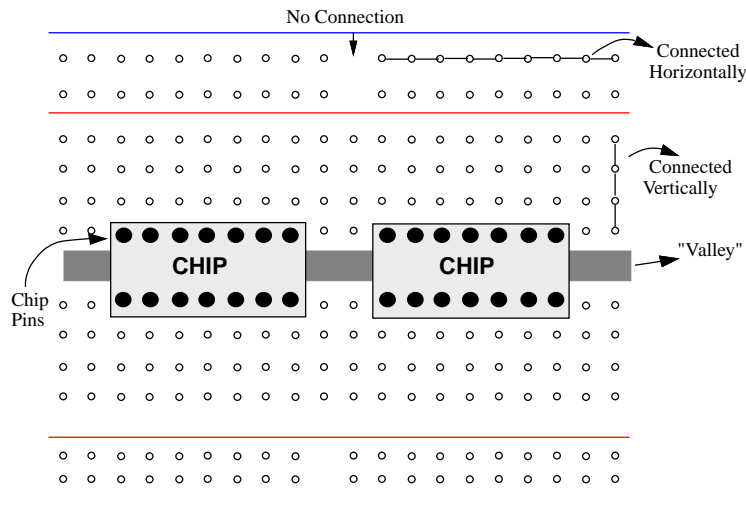 No Connection
Connected
Horizontally
Connected
Vertically
CHIP
CHIP
"Valley"
Chip
Pins